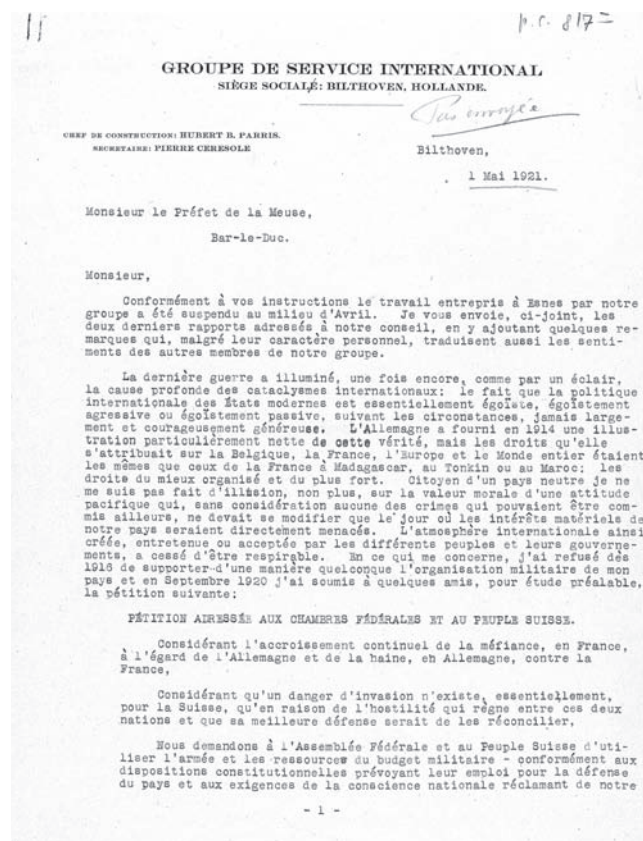 p.c. 817
GROUPE DE SERVICE INTERNATIONAL
SIÈGE SOCIALE: BILTHOVEN, HOLLANDE.
Pas envoyée
CHEF DE CONSTRUCTION: HUBERT B. PARRIS.
SECRETAIRE: PIERRE CERESOLE
Bilthoven,
1 Mai 1921.
Monsieur le Préfet de la Meuse,
Bar-le-Duc.
Monsieur,
Conformément à vos instructions le travail entrepris à Esnes par notre
groupe a été suspendu au milieu d'Avril. Je vous envoie, ci-joint, les
deux derniers rapports adressés à notre conseil, en y ajoutant quelques re-
marques qui, malgré leur caractère personnel, traduisent aussi les senti-
ments des autres membres de notre groupe.
La dernière guerre a illuminé, une fois encore, comme par un éclair,
la cause profonde des cataclysmes internationaux: le fait que la politique
internationale des États modernes est essentiellement égoïste, égoïstement
agressive ou égoïstement passive, suivant les circonstances, jamais large-
ment et courageusement généreuse. L'Allemagne a fourni en 1914 une illus-
tration particulièrement nette de cette vérité, mais les droits qu'elle
s'attribuait sur la Belgique, la France, l'Europe et le Monde entier étaient
les mêmes que ceux de la France à Madagascar, au Tonkin ou au Maroc: les
droits du mieux organisé et du plus fort. Citoyen d'un pays neutre je ne
me suis pas fait d'illusion, non plus, sur la valeur morale d'une attitude
pacifique qui, sans considération aucune des crimes qui pouvaient être com-
mis ailleurs, ne devait se modifier que le jour où les intérêts matériels de
notre pays seraient directement menacés. L'atmosphère internationale ainsi
créée, entretenue ou acceptée par les différents peuples et leurs gouverne-
ments, a cessé d'être respirable. En ce qui me concerne, j'ai refusé dès
1916 de supporter d'une manière quelconque l'organisation militaire de mon
pays et en Septembre 1920 j'ai soumis à quelques amis, pour étude préalable,
la pétition suivante:
PÉTITION ADRESSÉE AUX CHAMBRES FÉDÉRALES ET AU PEUPLE SUISSE.
Considérant l'accroissement continuel de la méfiance, en France,
à l'égard de l'Allemagne et de la haine, en Allemagne, contre la
France,
Considérant qu'un danger d'invasion n'existe, essentiellement,
pour la Suisse, qu'en raison de l'hostilité qui règne entre ces deux
nations et que sa meilleure défense serait de les réconcilier,
Nous demandons à l'Assemblée Fédérale et au Peuple Suisse d'uti-
liser l'armée et les ressources du budget militaire - conformément aux
dispositions constitutionnelles prévoyant leur emploi pour la défense
du pays et aux exigences de la conscience nationale réclamant de notre
- 1 -